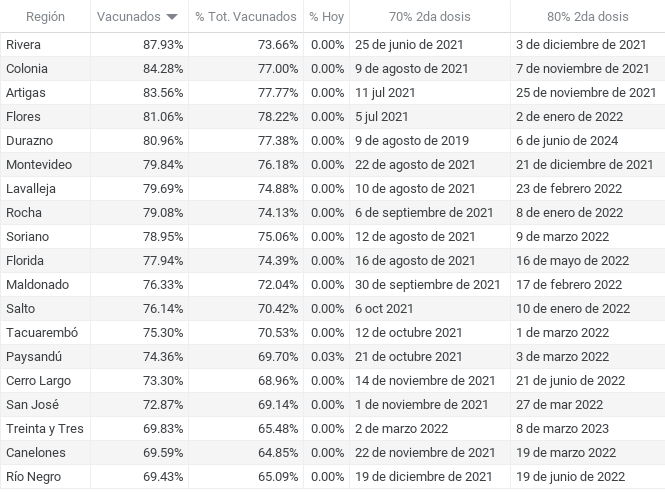 Región Vacunados % Tot. Vacunados % Hoy 70% 2da dosis 80% 2da dosis
Rivera 87.93% 73.66% 0.00% 25 de junio de 2021 3 de diciembre de 2021
Colonia 84.28% 77.00% 0.00% 9 de agosto de 2021 7 de noviembre de 2021
Artigas 83.56% 77.77% 0.00% 11 jul 2021 25 de noviembre de 2021
Flores 81.06% 78.22% 0.00% 5 jul 2021 2 de enero de 2022
Durazno 80.96% 77.38% 0.00% 9 de agosto de 2019 6 de junio de 2024
Montevideo 79.84% 76.18% 0.00% 22 de agosto de 2021 21 de diciembre de 2021
Lavalleja 79.69% 74.88% 0.00% 10 de agosto de 2021 23 de febrero 2022
Rocha 79.08% 74.13% 0.00% 6 de septiembre de 2021 8 de enero de 2022
Soriano 78.95% 75.06% 0.00% 12 de agosto de 2021 9 de marzo 2022
Florida 77.94% 74.39% 0.00% 16 de agosto de 2021 16 de mayo de 2022
Maldonado 76.33% 72.04% 0.00% 30 de septiembre de 2021 17 de febrero 2022
Salto 76.14% 70.42% 0.00% 6 oct 2021 10 de enero de 2022
Tacuarembó 75.30% 70.53% 0.00% 12 de octubre 2021 1 de marzo 2022
Paysandú 74.36% 69.70% 0.03% 21 de octubre de 2021 3 de marzo 2022
Cerro Largo 73.30% 68.96% 0.00% 14 de noviembre de 2021 21 de junio de 2022
San José 72.87% 69.14% 0.00% 1 de noviembre de 2021 27 de mar 2022
Treinta y Tres 69.83% 65.48% 0.00% 2 de marzo 2022 8 de marzo 2023
Canelones 69.59% 64.85% 0.00% 22 de noviembre de 2021 19 de marzo 2022
Río Negro 69.43% 65.09% 0.00% 19 de diciembre de 2021 19 de junio de 2022